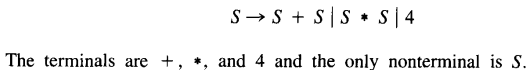 S → S + S | S * S | 4
The terminals are +, *, and 4 and the only nonterminal is S.